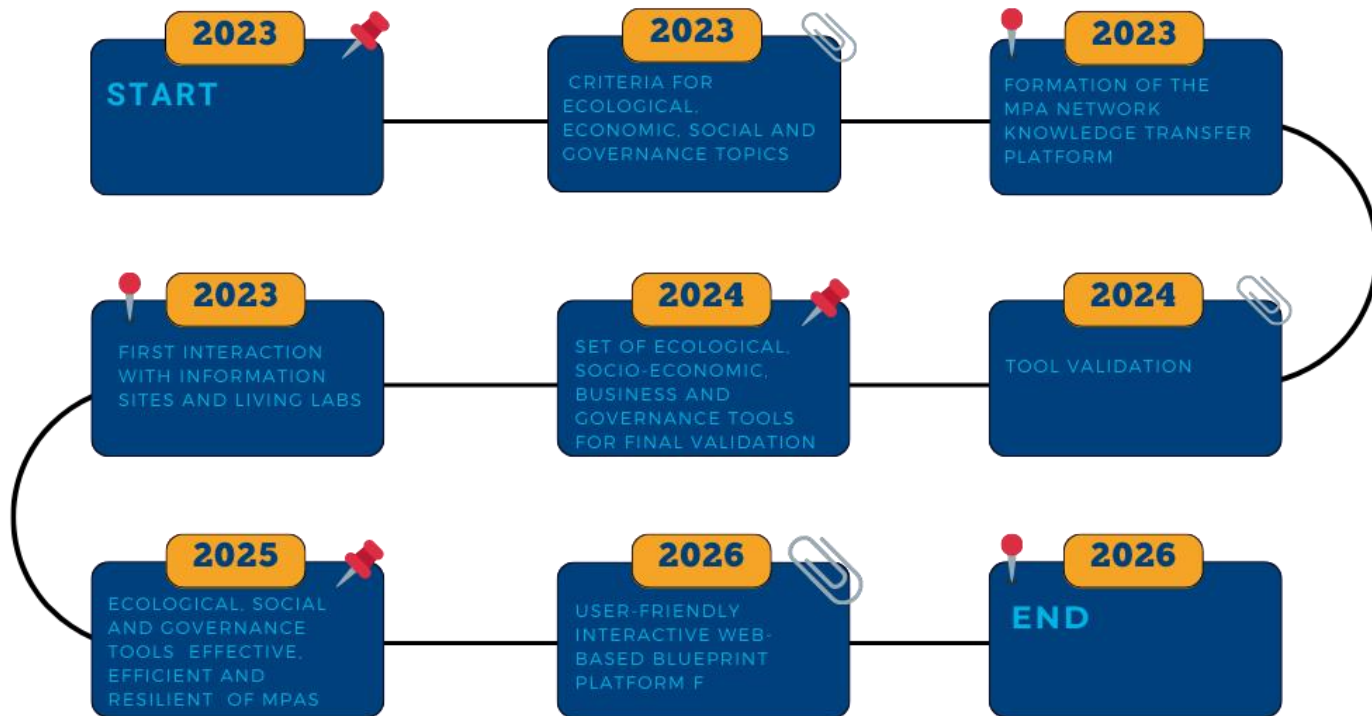 2023
START
2023
CRITERIA FOR
ECOLOGICAL,
ECONOMIC, SOCIAL AND
GOVERNANCE TOPICS
2023
FORMATION OF THE
MPA NETWORK
KNOWLEDGE TRANSFER
PLATFORM
2023
FIRST INTERACTION
WITH INFORMATION
SITES AND LIVING LABS
2024
SET OF ECOLOGICAL,
SOCIO-ECONOMIC,
BUSINESS AND
GOVERNANCE TOOLS
FOR FINAL VALIDATION
2024
TOOL VALIDATION
2025
ECOLOGICAL, SOCIAL
AND GOVERNANCE
TOOLS EFFECTIVE,
EFFICIENT AND
RESILIENT OF MPAS
2026
USER-FRIENDLY
INTERACTIVE WEB-
BASED BLUEPRINT
PLATFORM F
2026
END